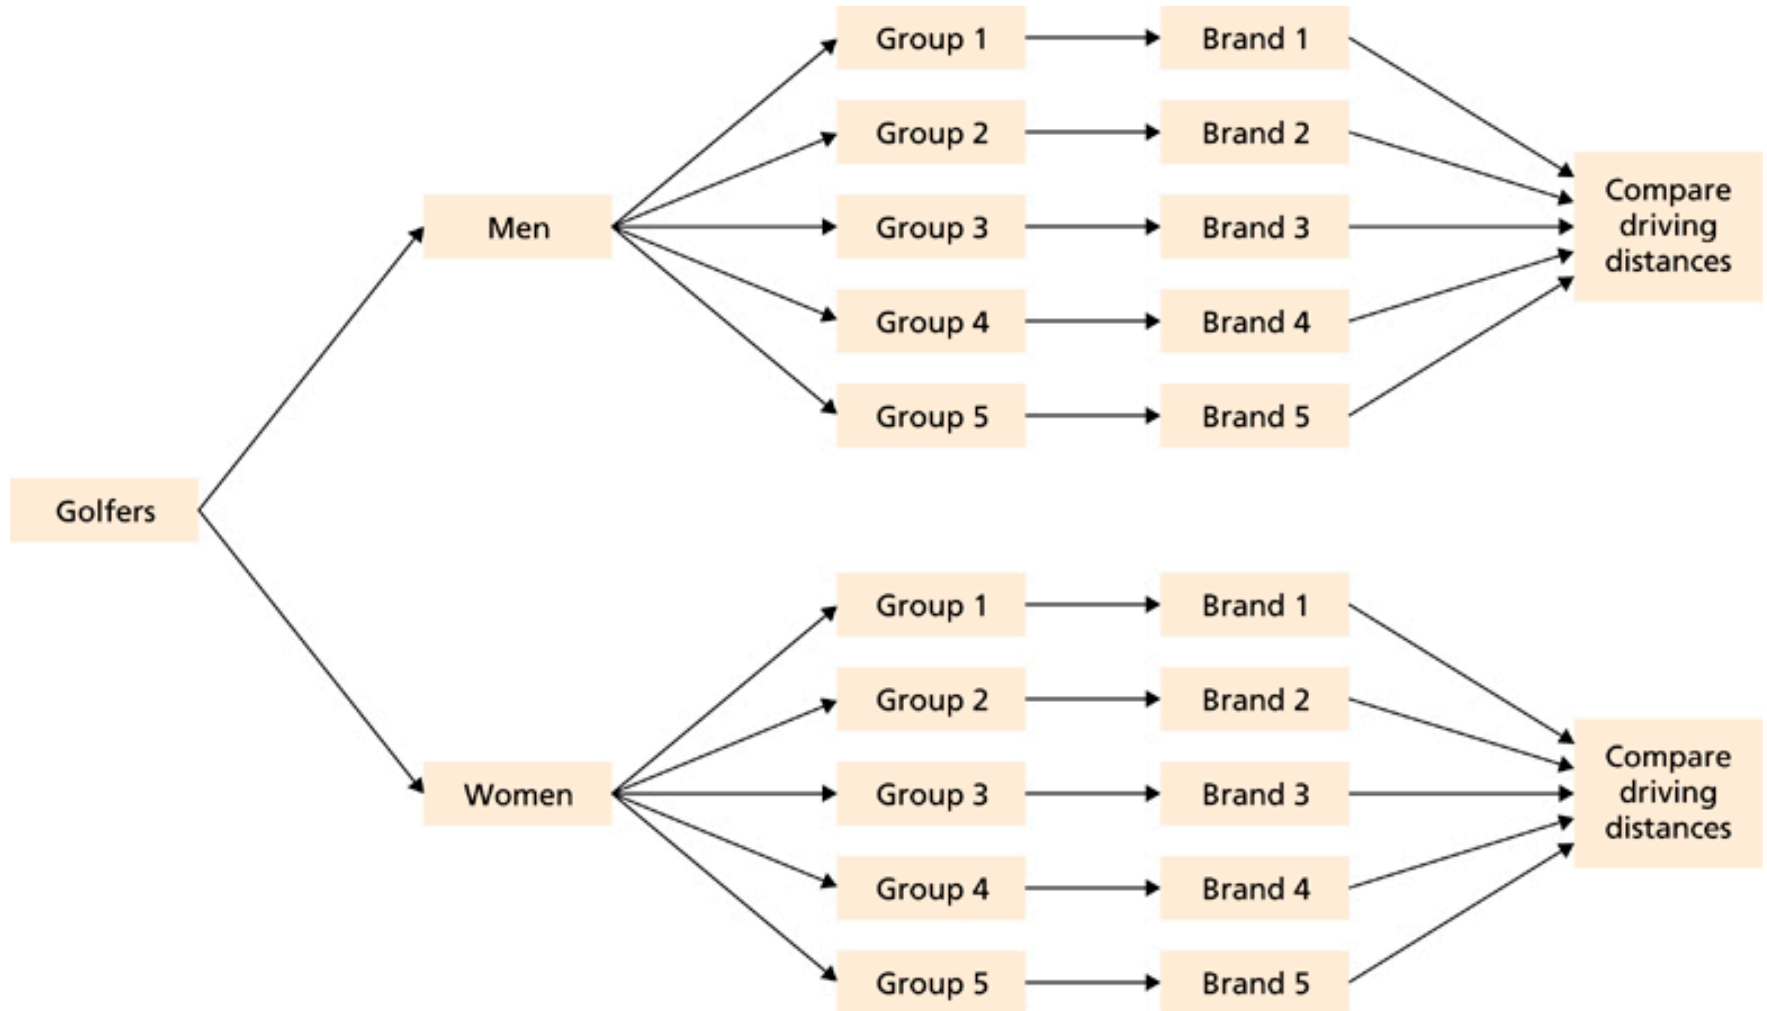 Group 1 Brand 1
Group 2 Brand 2
Men Group 3 Brand 3 Compare
driving
distances
Group 4 Brand 4
Group 5 Brand 5
Golfers
Group 1 Brand 1
Group 2 Brand 2
Women Group 3 Brand 3 Compare
driving
distances
Group 4 Brand 4
Group 5 Brand 5